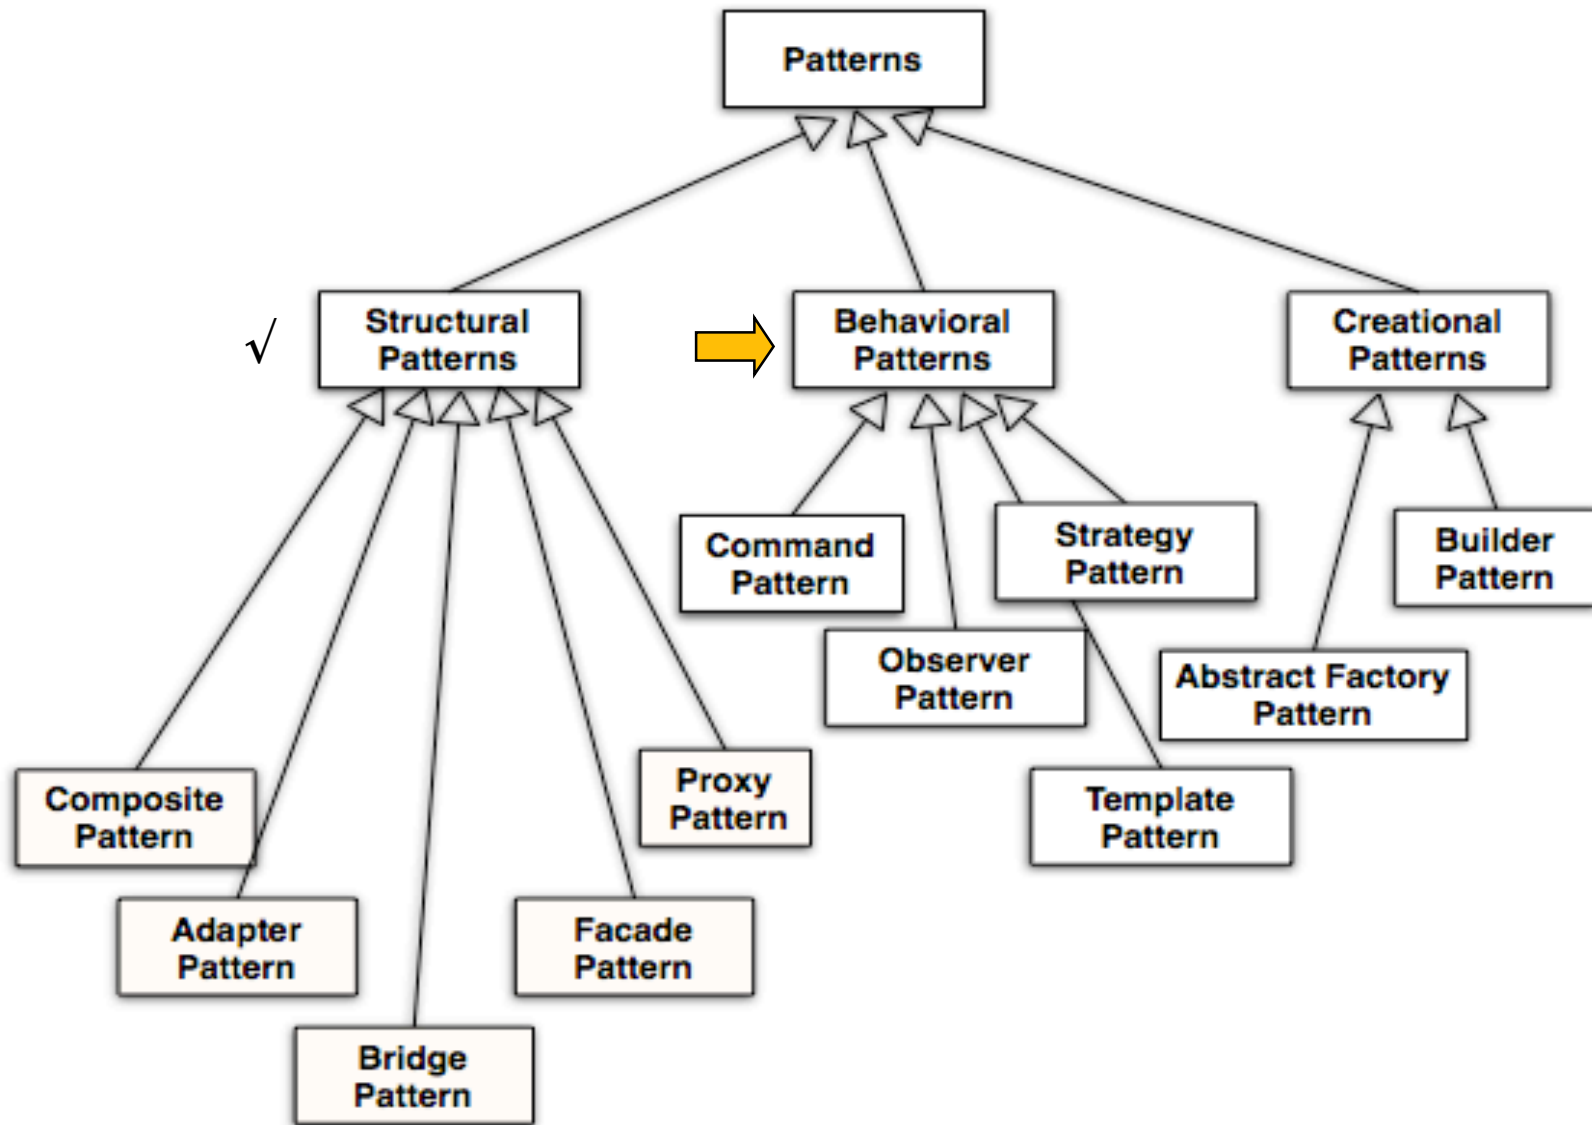 Patterns
√
Structural
Patterns
Behavioral
Patterns
Creational
Patterns
Command
Pattern
Strategy
Pattern
Builder
Pattern
Observer
Pattern
Abstract Factory
Pattern
Composite
Pattern
Proxy
Pattern
Template
Pattern
Adapter
Pattern
Facade
Pattern
Bridge
Pattern